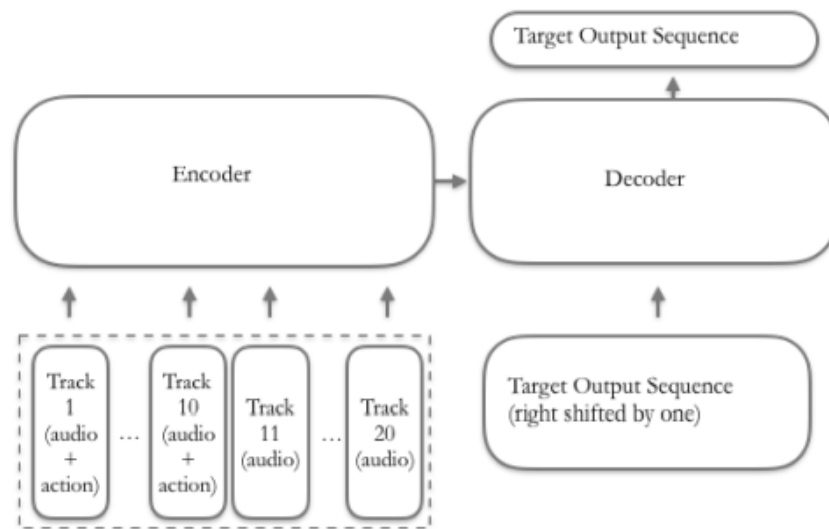 Target Output Sequence
Encoder
Decoder
Track
1
(audio
+
action)
...
Track
10
(audio
+
action)
Track
11
(audio)
...
Track
20
(audio)
Target Output Sequence
(right shifted by one)